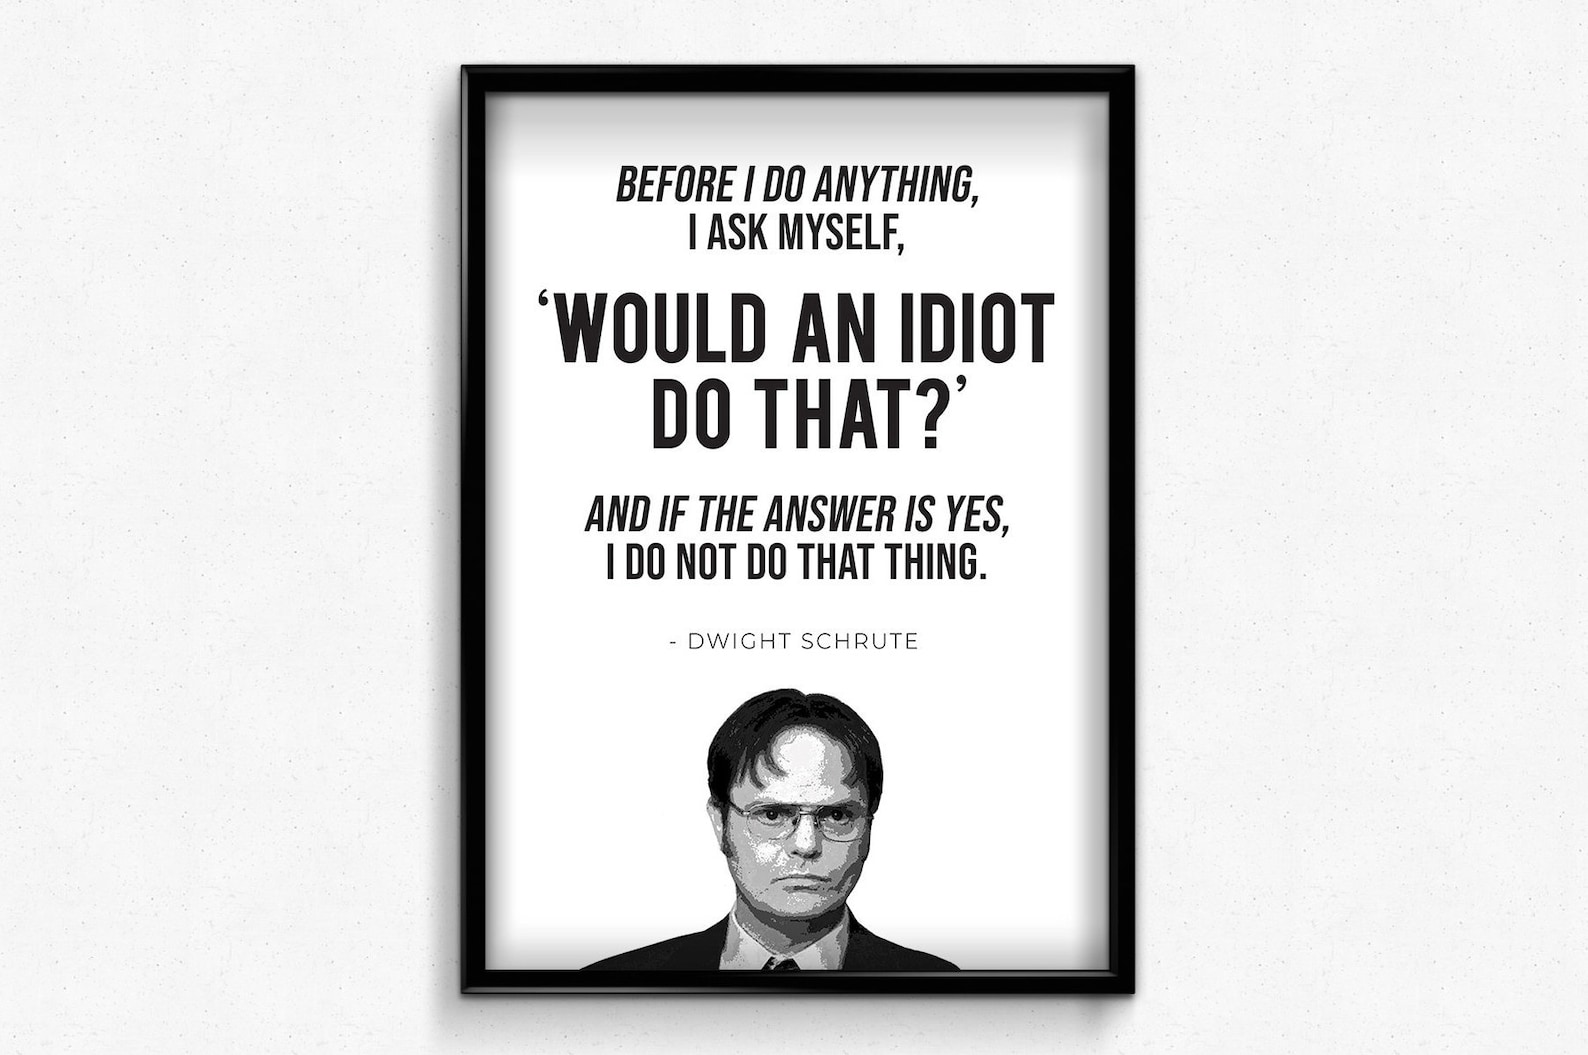 BEFORE I DO ANYTHING,
I ASK MYSELF,
‘WOULD AN IDIOT
DO THAT?’
AND IF THE ANSWER IS YES,
I DO NOT DO THAT THING.
- DWIGHT SCHRUTE